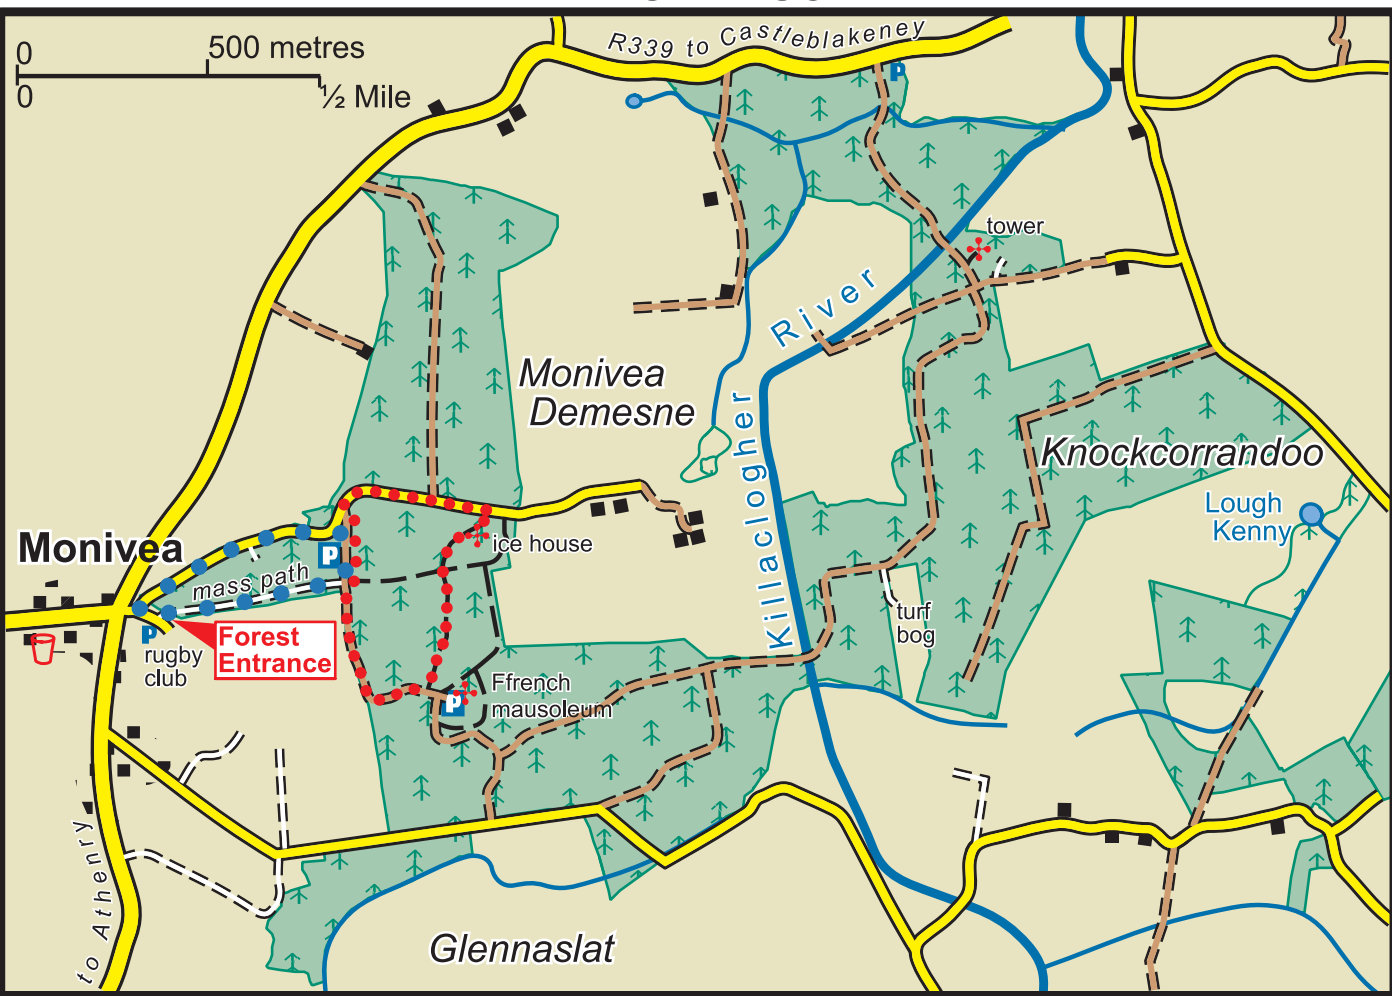 R339 to Castleblakeney
0
500 metres
0
½ Mile
P
tower
River
Monivea
Demesne
Killaclogher
Knockcorrandoo
Lough
Kenny
Monivea
P
ice house
mass path
turf
bog
P
rugby
club
Forest
Entrance
Ffrench
mausoleum
P
to Athenry
Glennaslat